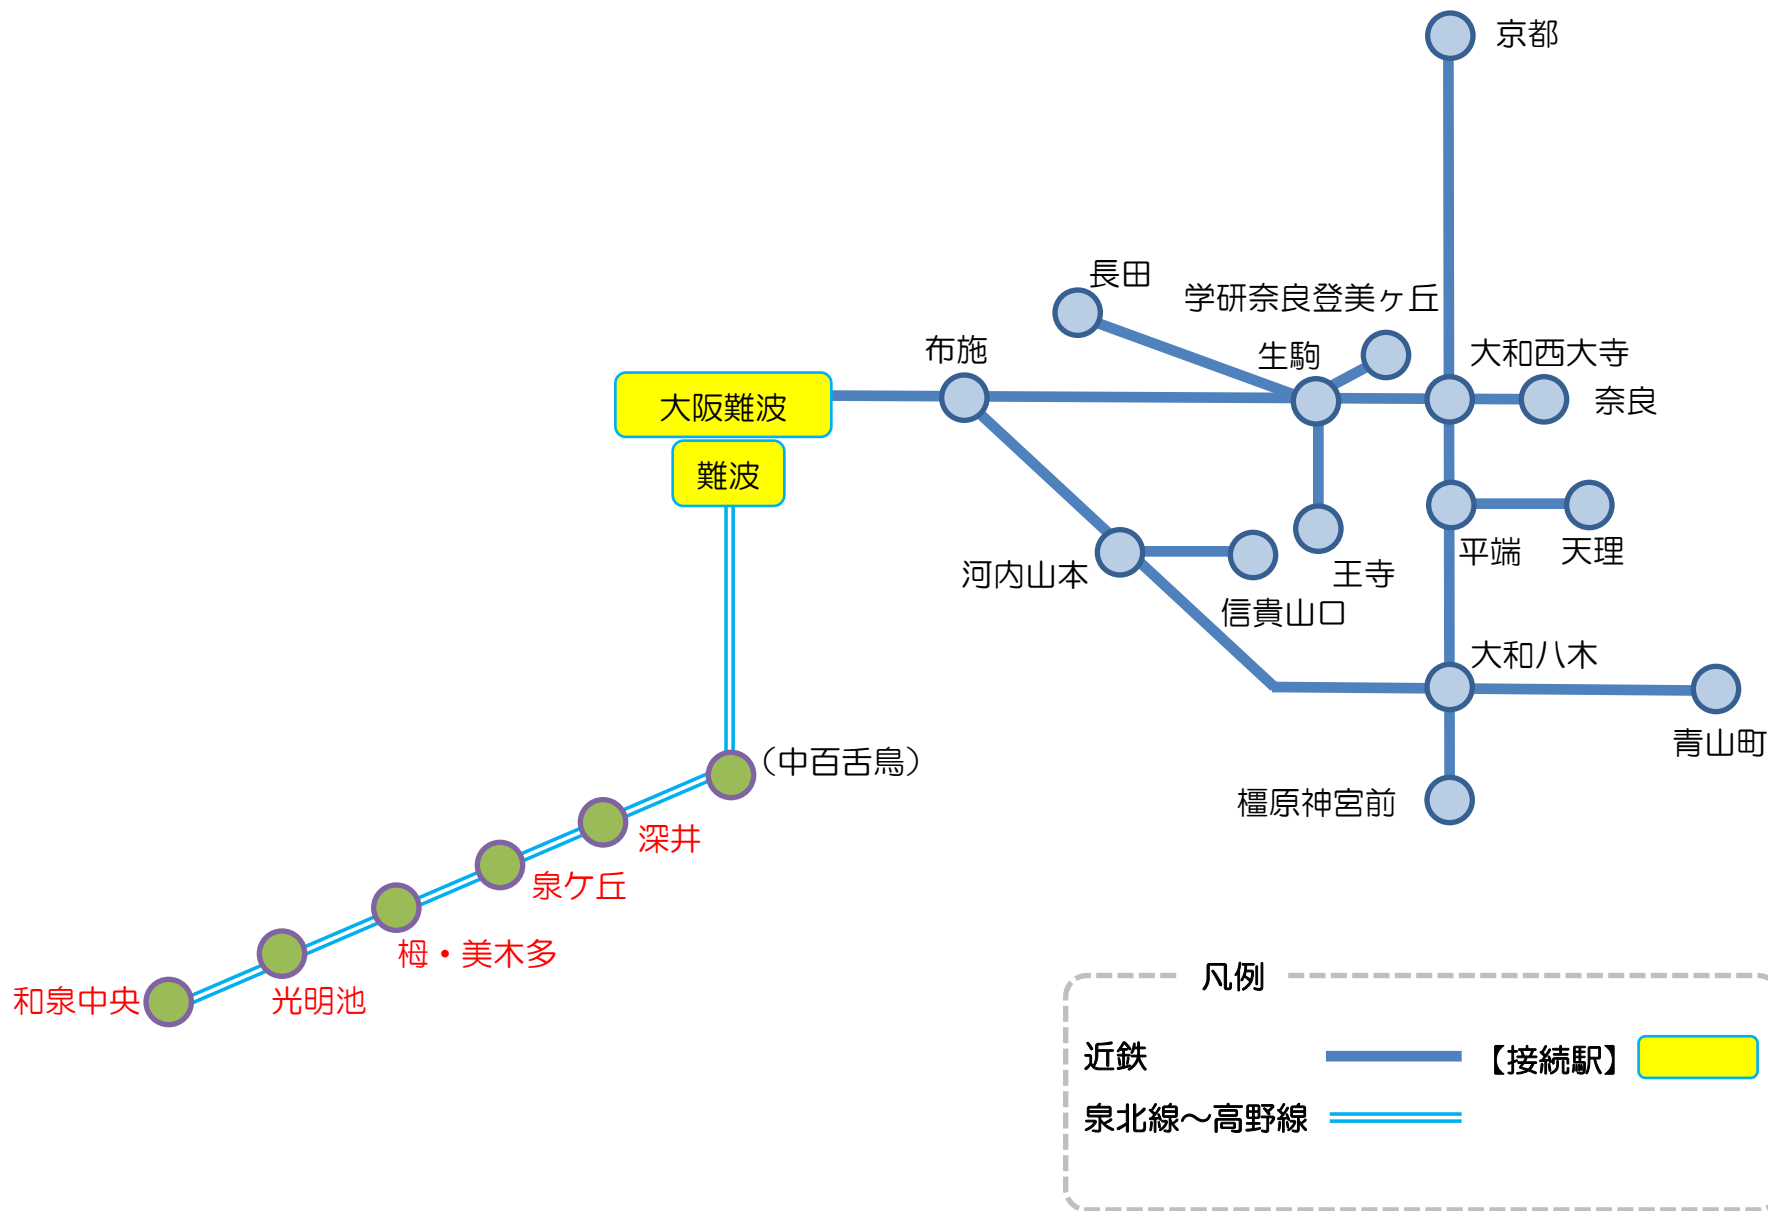 京都
長田
学研奈良登美ヶ丘
布施
生駒
大和西大寺
奈良
大阪難波
難波
河内山本
信貴山口
王寺
平端
天理
大和八木
青山町
橿原神宮前
（中百舌鳥）
深井
泉ケ丘
栂・美木多
光明池
和泉中央
凡例
近鉄
【接続駅】
泉北線～高野線